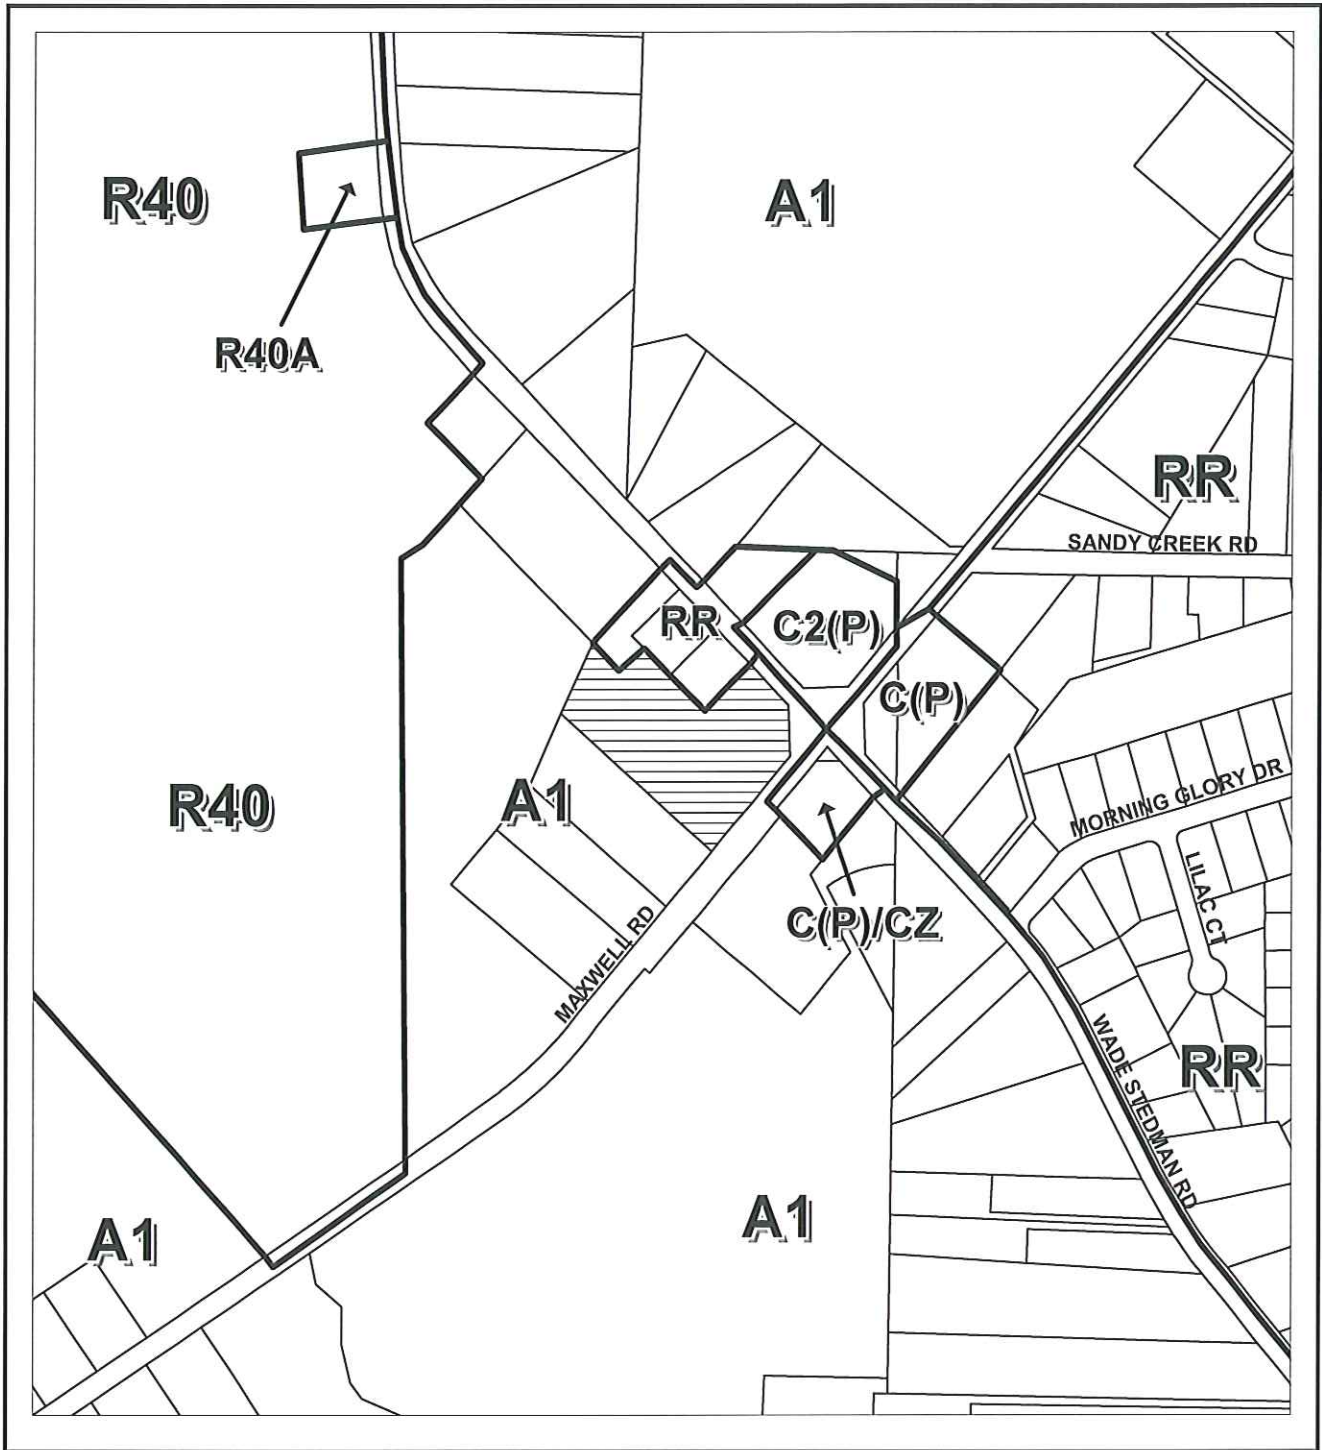 R40
A1
R40A
RR
SANDY CREEK RD
RR
C2(P)
C(P)
R40
A1
MORNING GLORY DR
LILAC CT
C(P)/CZ
MAXWELL RD
WADE STEDMAN RD
RR
A1
A1